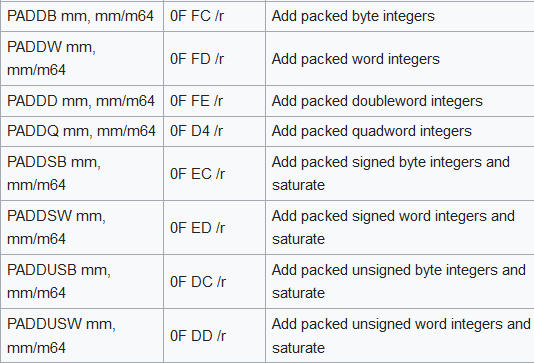 PADDB mm, mm/m64 0F FC /r Add packed byte integers
PADDW mm,
mm/m64
0F FD /r
Add packed word integers
PADDD mm, mm/m64 0F FE /r Add packed doubleword integers
PADDQ mm, mm/m64 0F D4 /r Add packed quadword integers
PADDSB mm,
mm/m64
0F EC /r
Add packed signed byte integers and
saturate
PADDSW mm,
mm/m64
0F ED /r
Add packed signed word integers and
saturate
PADDUSB mm,
mm/m64
0F DC /r
Add packed unsigned byte integers and
saturate
PADDUSW mm,
mm/m64
0F DD /r
Add packed unsigned word integers and
saturate